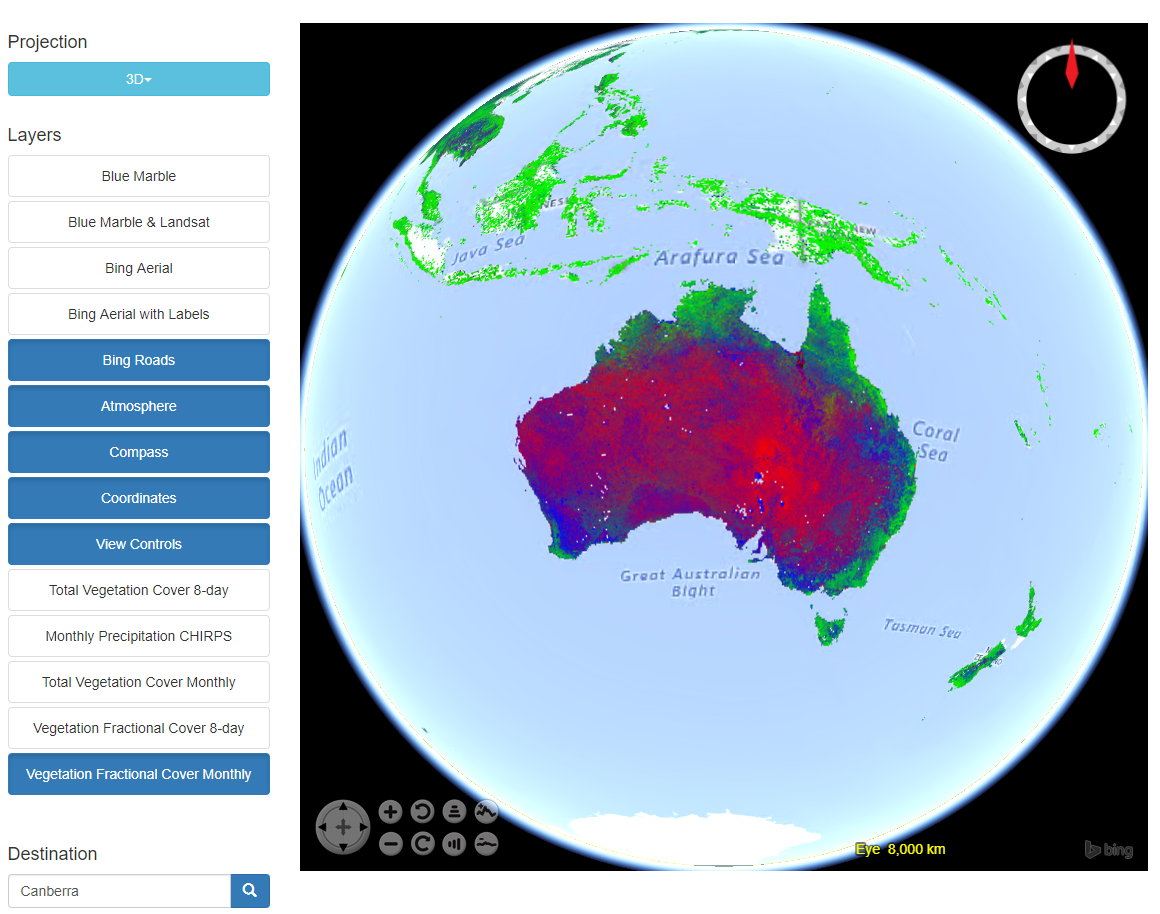 Projection
3D
Layers
Blue Marble
Blue Marble & Landsat
Bing Aerial
Bing Aerial with Labels
Bing Roads
Atmosphere
Compass
Coordinates
View Controls
Total Vegetation Cover 8-day
Monthly Precipitation CHIRPS
Total Vegetation Cover Monthly
Vegetation Fractional Cover 8-day
Vegetation Fractional Cover Monthly
Destination
Canberra
Java Sea
Arafura Sea
NEW
Indian
Ocean
Coral
Sea
Great Australian
Bight
Tasman Sea
Eye 8,000 km
bing